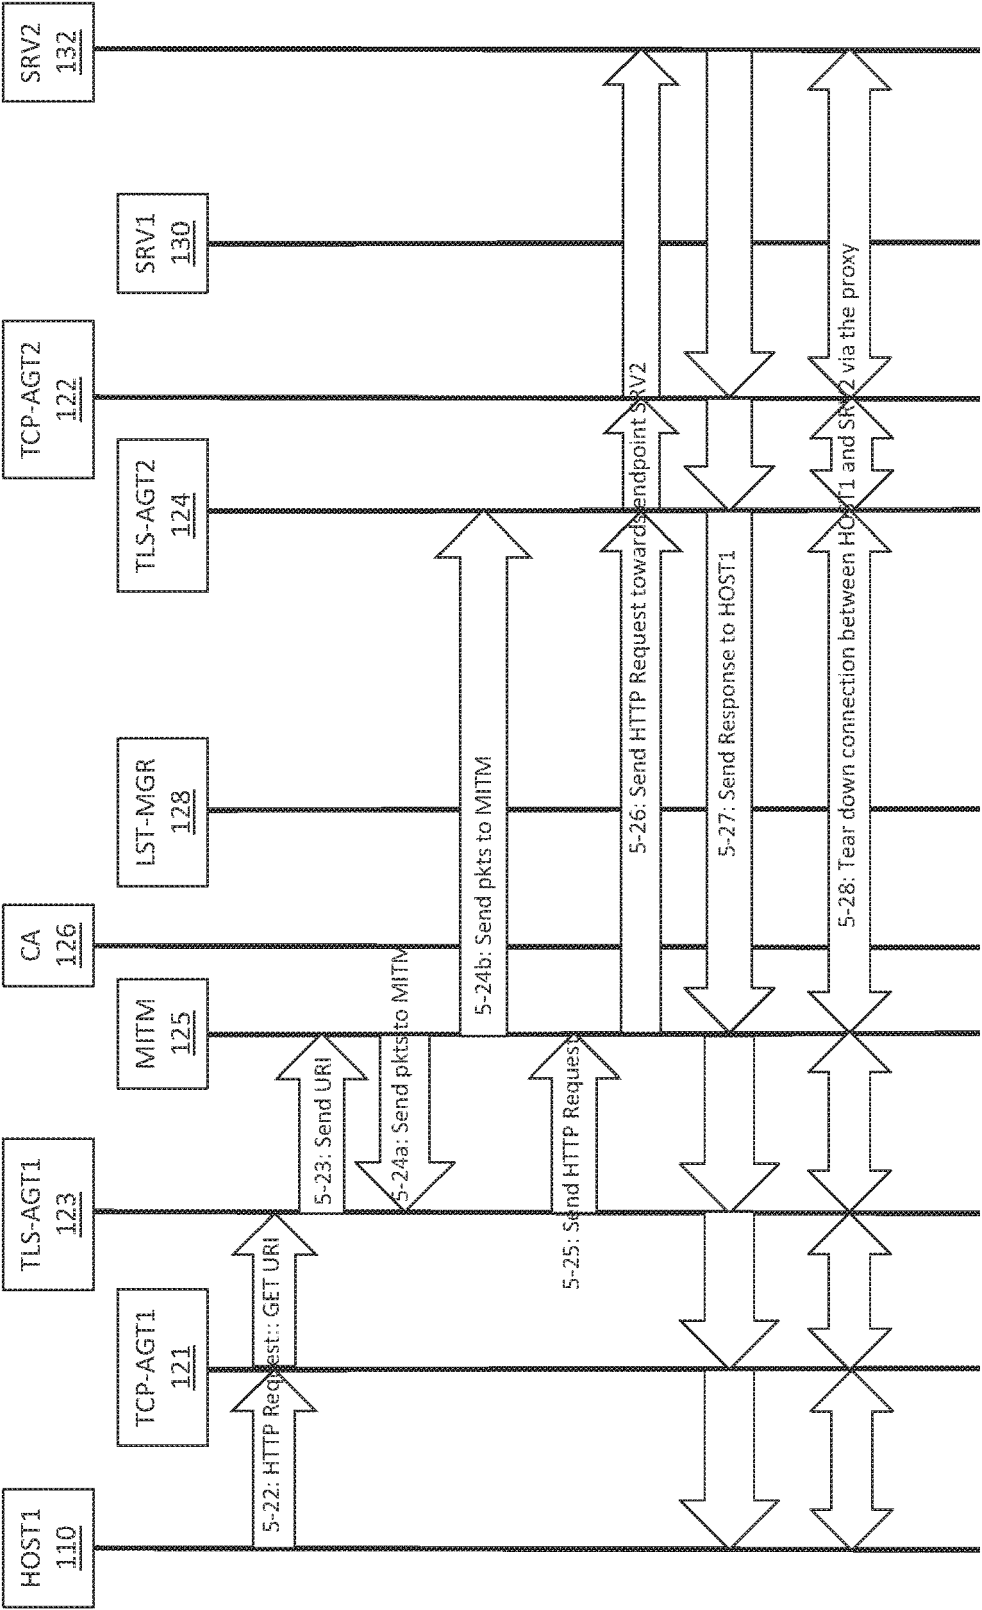 HOST1
110
TCP-AGT1
121
TLS-AGT1
123
MITM
125
CA
126
LST-MGR
128
TLS-AGT2
124
TCP-AGT2
122
SRV1
130
SRV2
132
5-22: HTTP Request:: GET URI
5-23: Send URI
5-24a: Send pkts to MITM
5-24b: Send pkts to MITM
5-25: Send HTTP Request
5-26: Send HTTP Request towards endpoint SRV2
5-27: Send Response to HOST1
5-28: Tear down connection between HOST1 and SRV2 via the proxy